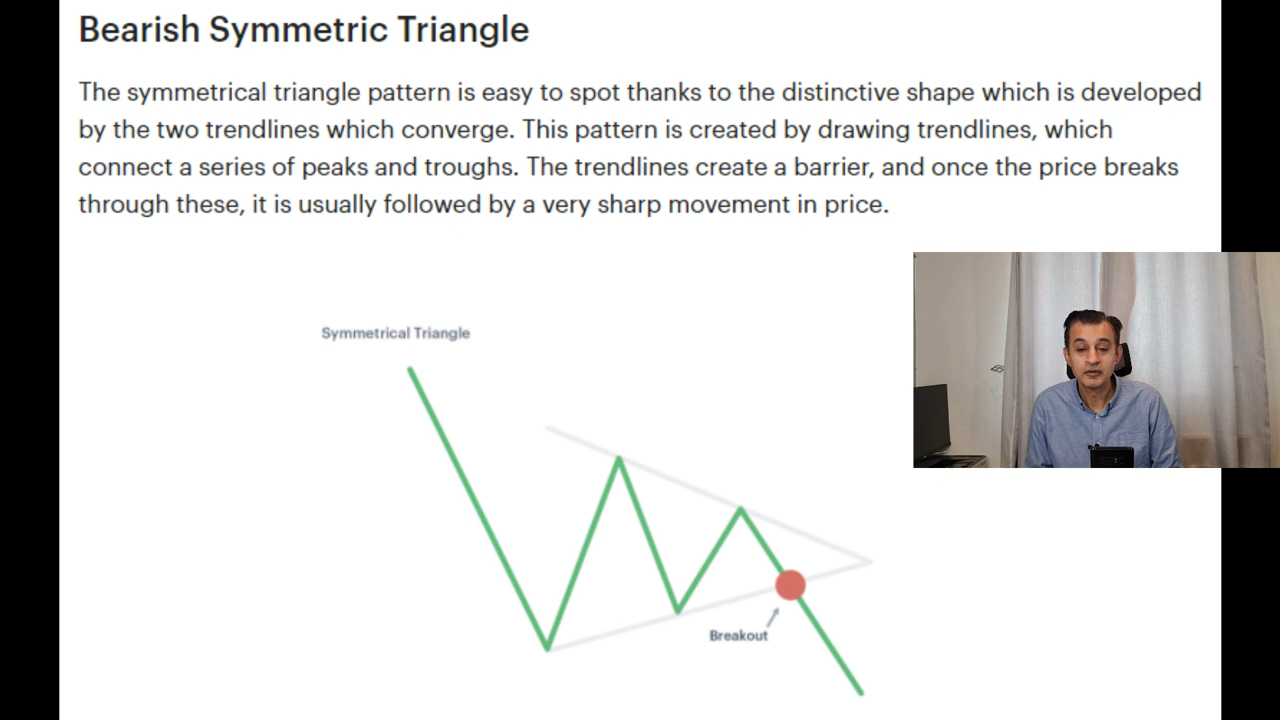 Bearish Symmetric Triangle
The symmetrical triangle pattern is easy to spot thanks to the distinctive shape which is developed
by the two trendlines which converge. This pattern is created by drawing trendlines, which
connect a series of peaks and troughs. The trendlines create a barrier, and once the price breaks
through these, it is usually followed by a very sharp movement in price.
Symmetrical Triangle
Breakout